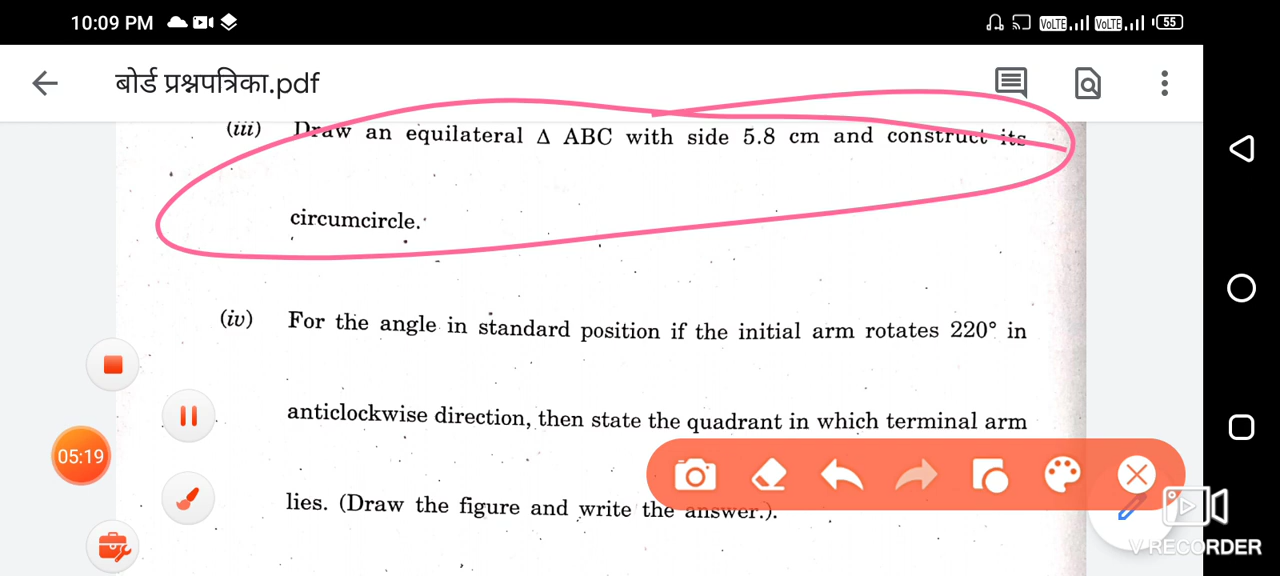 10:09 PM
VoLTE VoLTE 55
बोर्ड प्रश्नपत्रिका.pdf
(iii) Draw an equilateral Δ ABC with side 5.8 cm and construct its
circumcircle.
(iv) For the angle in standard position if the initial arm rotates 220° in
anticlockwise direction, then state the quadrant in which terminal arm
05:19
lies. (Draw the figure and write the answer.).
V RECORDER